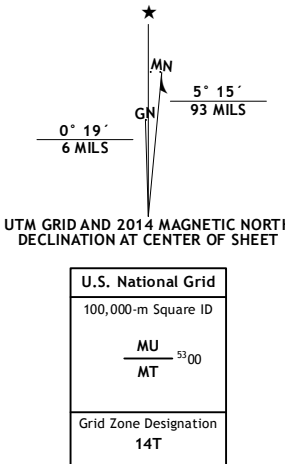 ★
MN
GN
5° 15´
93 MILS
0° 19´
6 MILS
UTM GRID AND 2014 MAGNETIC NORTH
DECLINATION AT CENTER OF SHEET
U.S. National Grid
100,000-m Square ID
MU
5300
MT
Grid Zone Designation
14T